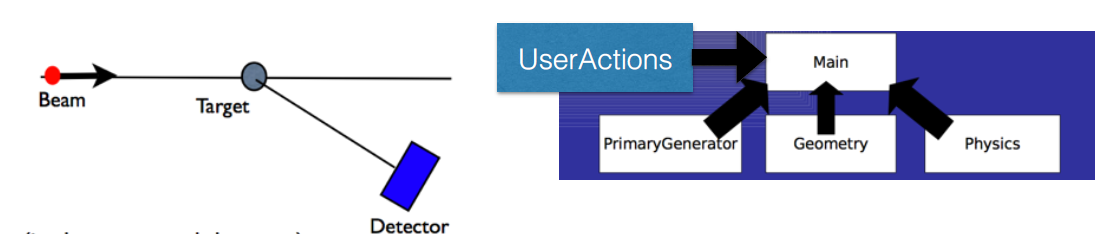 Beam
Target
Detector
UserActions
Main
PrimaryGenerator
Geometry
Physics